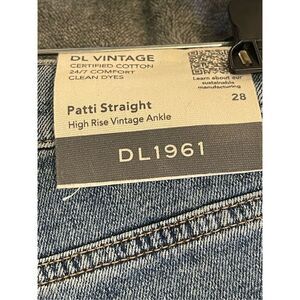 DL VINTAGE
CERTIFIED COTTON
24/7 COMFORT
CLEAN DYES
Learn about our
sustainable
manufacturing
Patti Straight
28
High Rise Vintage Ankle
DL1961